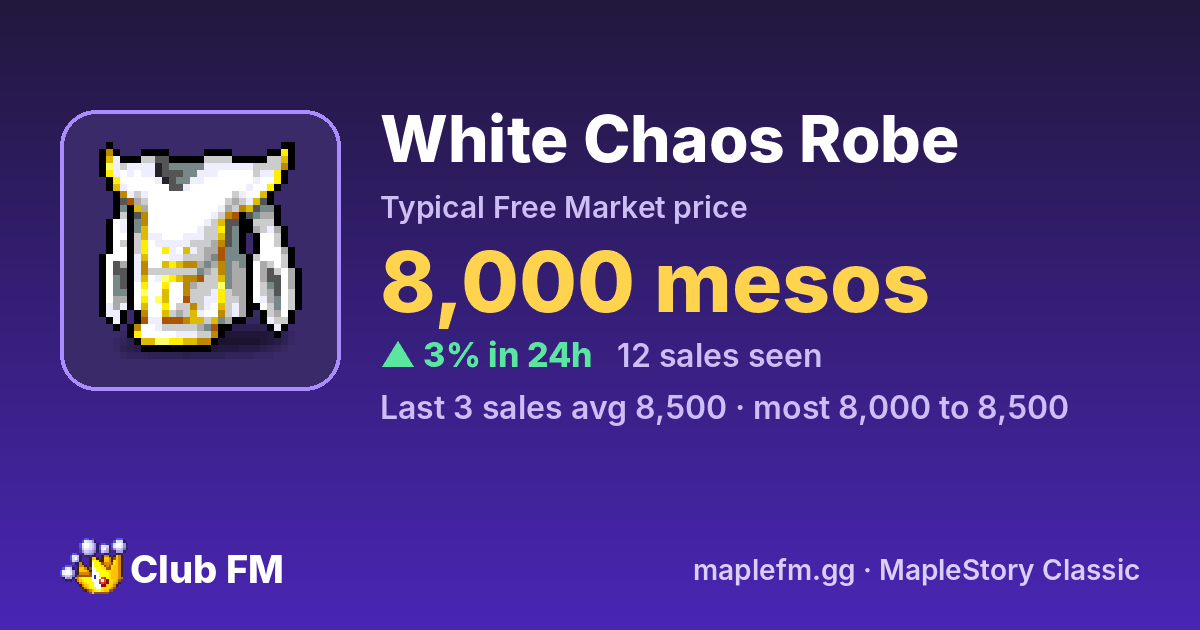 White Chaos Robe
Typical Free Market price
8,000 mesos
▲ 3% in 24h 12 sales seen
Last 3 sales avg 8,500 · most 8,000 to 8,500
Club FM
maplefm.gg · MapleStory Classic